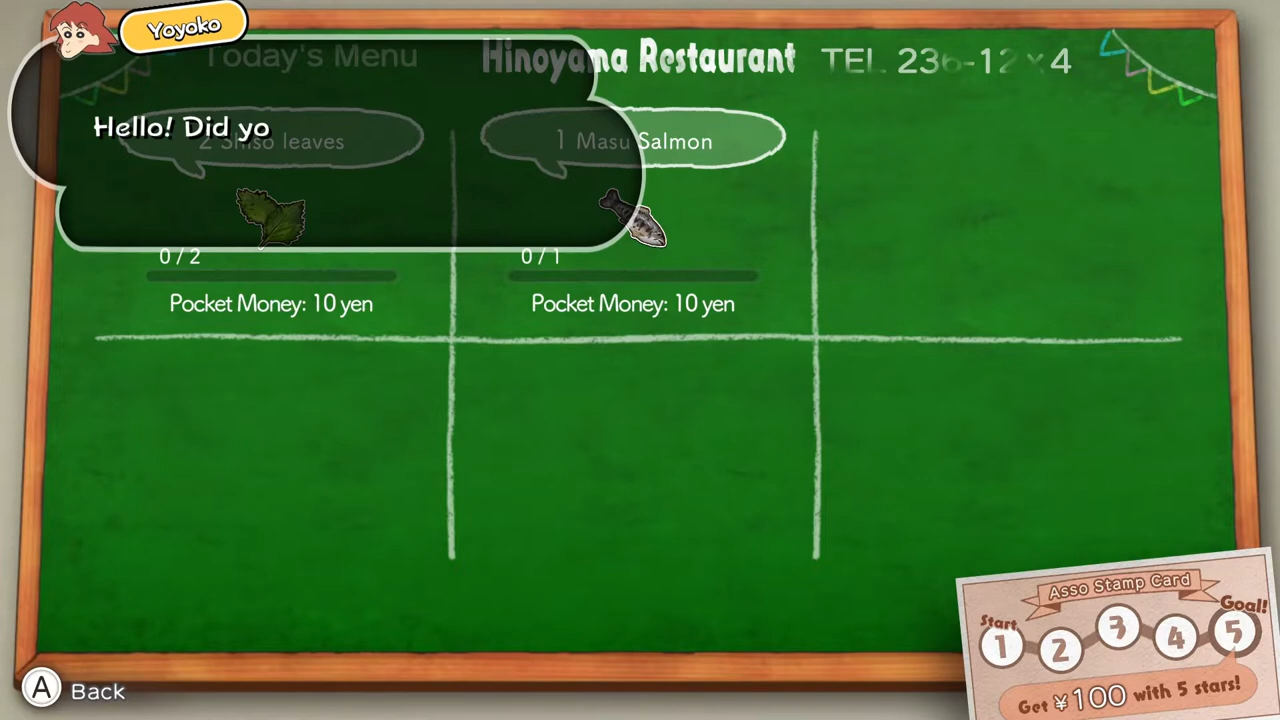 Yoyoko
Hello! Did yo
Today's Menu
Hinoyama Restaurant
TEL 236-12×4
2 Shiso leaves
1 Masu Salmon
0/2
0/1
Pocket Money: 10 yen
Pocket Money: 10 yen
Asso Stamp Card
Start
Goal!
1
2
3
4
5
Get ¥100 with 5 stars!
A Back